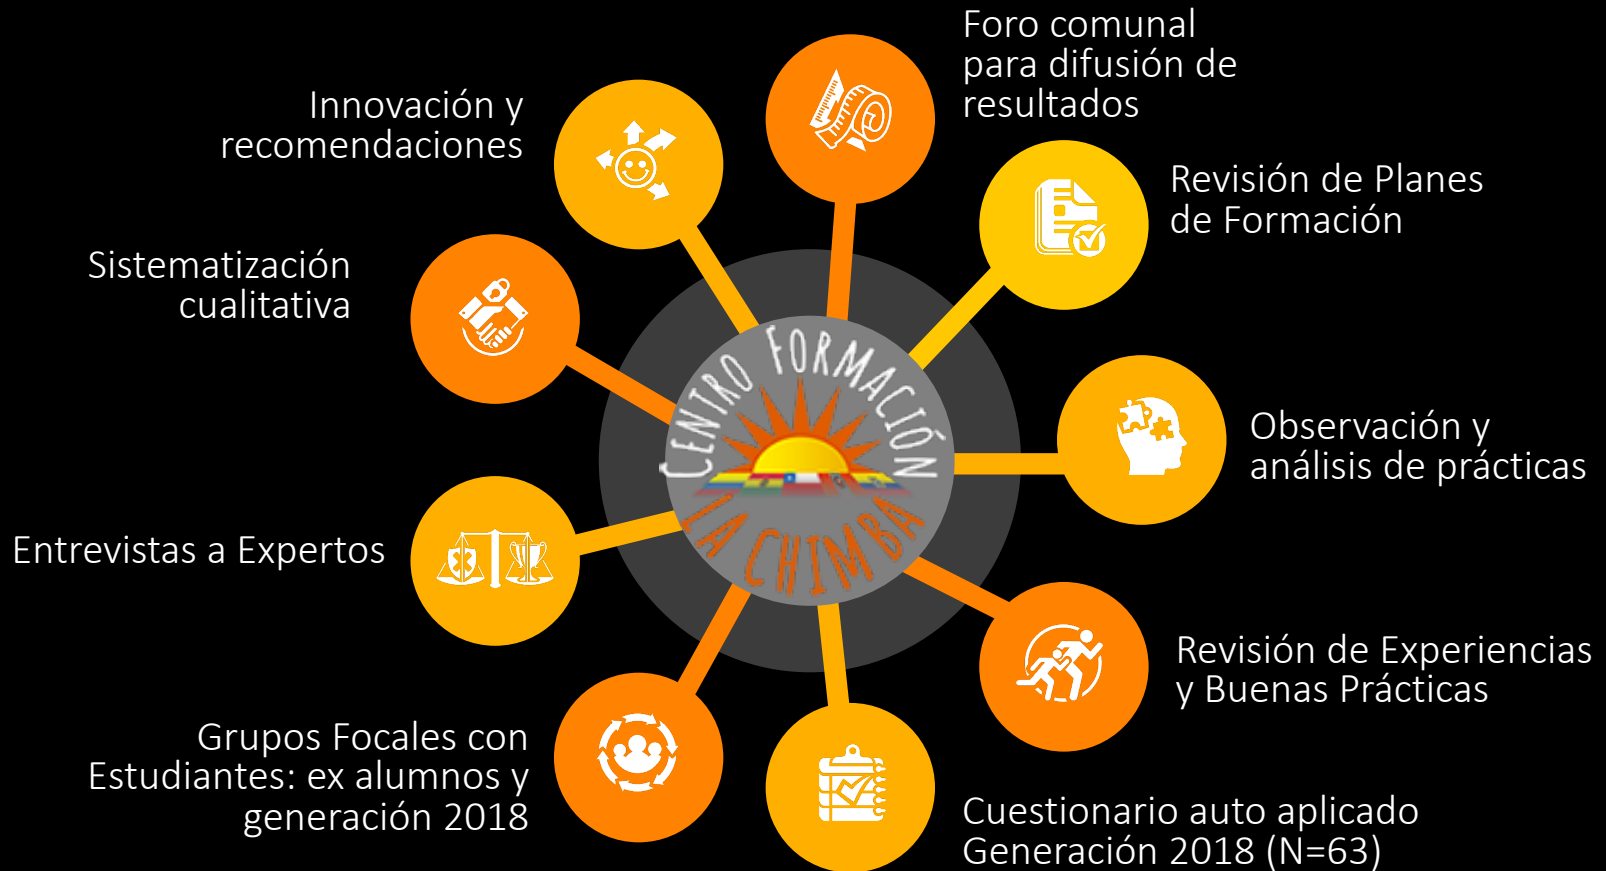 Foro comunal
para difusión de
resultados
Revisión de Planes
de Formación
Observación y
análisis de prácticas
Revisión de Experiencias
y Buenas Prácticas
Cuestionario auto aplicado
Generación 2018 (N=63)
Grupos Focales con
Estudiantes: ex alumnos y
generación 2018
Entrevistas a Expertos
Sistematización
cualitativa
Innovación y
recomendaciones
CENTRO FORMACIÓN
LA CHIMBA